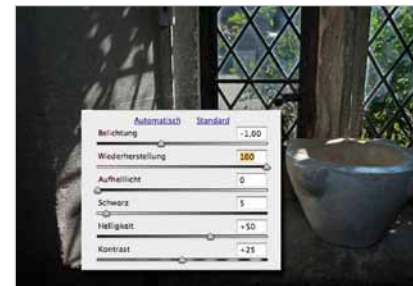 Automatisch Standard
Belichtung -1,00
Wiederherstellung 100
Aufhelllicht 0
Schwarz 5
Helligkeit +50
Kontrast +25